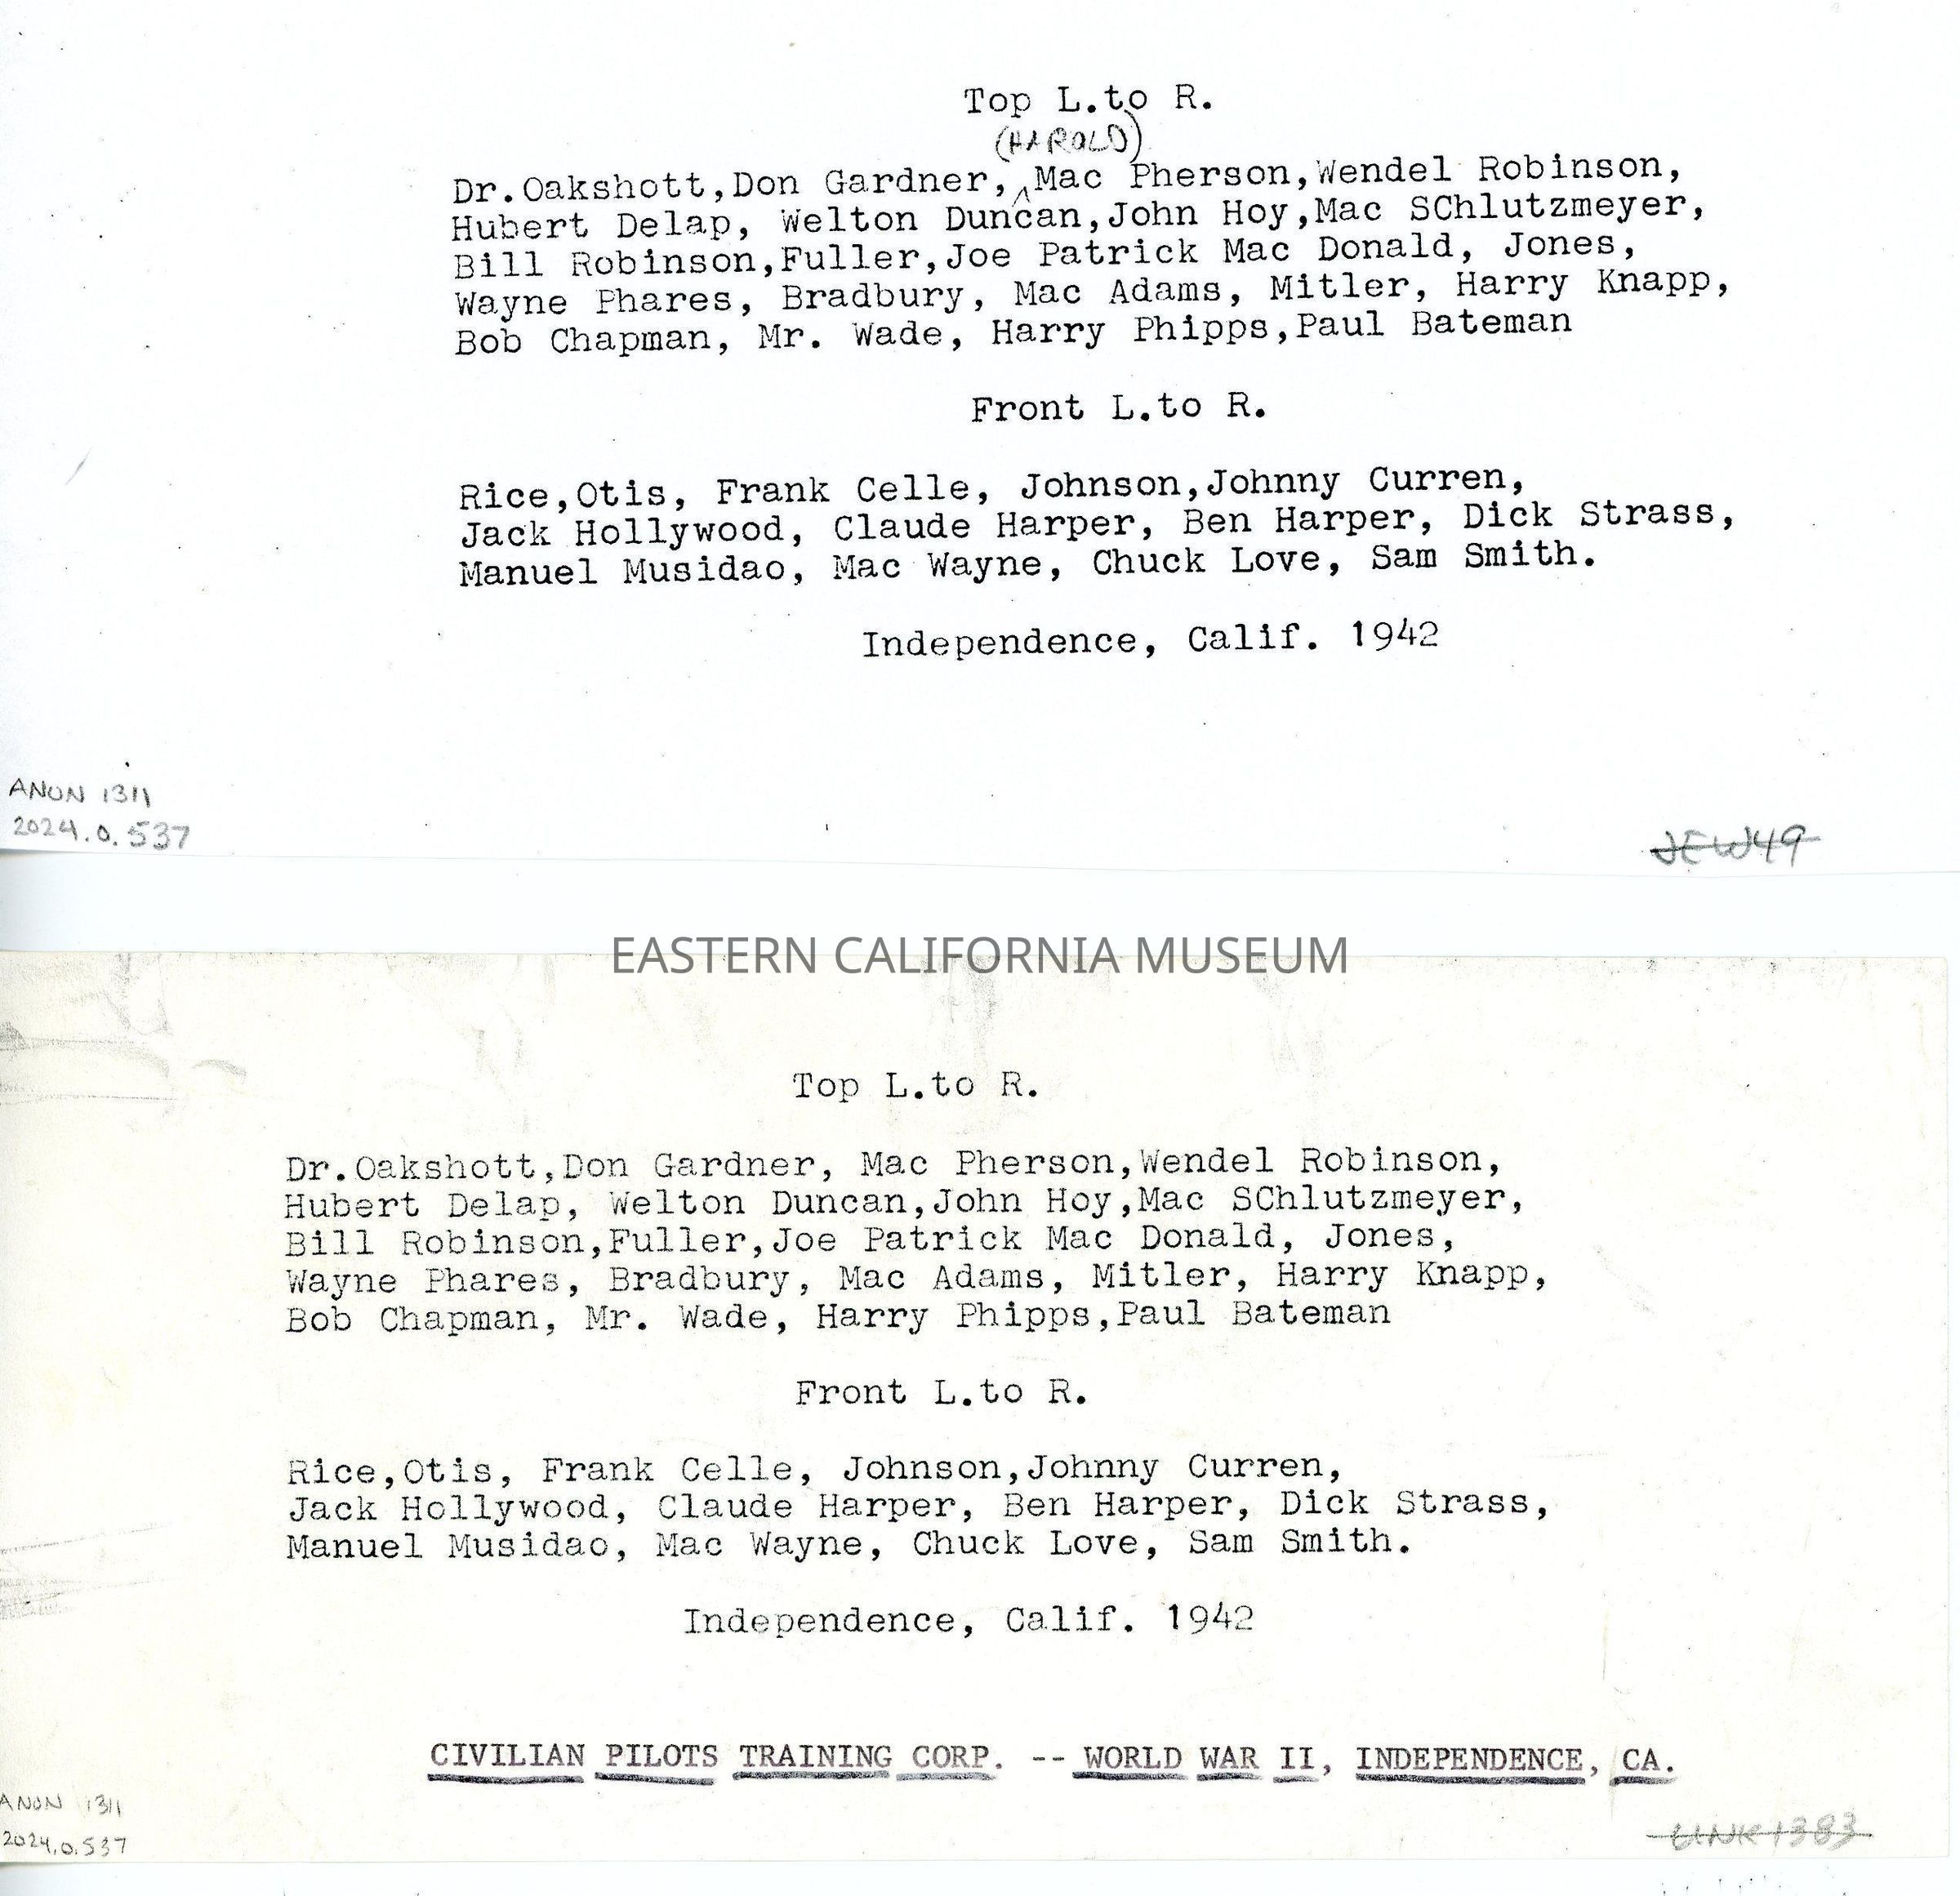 Top L.to R.
(HAROLD)
Dr.Oakshott,Don Gardner, ^Mac Pherson,Wendel Robinson,
Hubert Delap, Welton Duncan,John Hoy,Mac SChlutzmeyer,
Bill Robinson,Fuller,Joe Patrick Mac Donald, Jones,
Wayne Phares, Bradbury, Mac Adams, Mitler, Harry Knapp,
Bob Chapman, Mr. Wade, Harry Phipps,Paul Bateman
Front L.to R.
Rice,Otis, Frank Celle, Johnson,Johnny Curren,
Jack Hollywood, Claude Harper, Ben Harper, Dick Strass,
Manuel Musidao, Mac Wayne, Chuck Love, Sam Smith.
Independence, Calif. 1942
ANON 1311
2024.0.537
JEW49
EASTERN CALIFORNIA MUSEUM
Top L.to R.
Dr.Oakshott,Don Gardner, Mac Pherson,Wendel Robinson,
Hubert Delap, Welton Duncan,John Hoy,Mac SChlutzmeyer,
Bill Robinson,Fuller,Joe Patrick Mac Donald, Jones,
Wayne Phares, Bradbury, Mac Adams, Mitler, Harry Knapp,
Bob Chapman, Mr. Wade, Harry Phipps,Paul Bateman
Front L.to R.
Rice,Otis, Frank Celle, Johnson,Johnny Curren,
Jack Hollywood, Claude Harper, Ben Harper, Dick Strass,
Manuel Musidao, Mac Wayne, Chuck Love, Sam Smith.
Independence, Calif. 1942
CIVILIAN PILOTS TRAINING CORP. -- WORLD WAR II, INDEPENDENCE, CA.
ANON 1311
2024.0.537
UNK1383